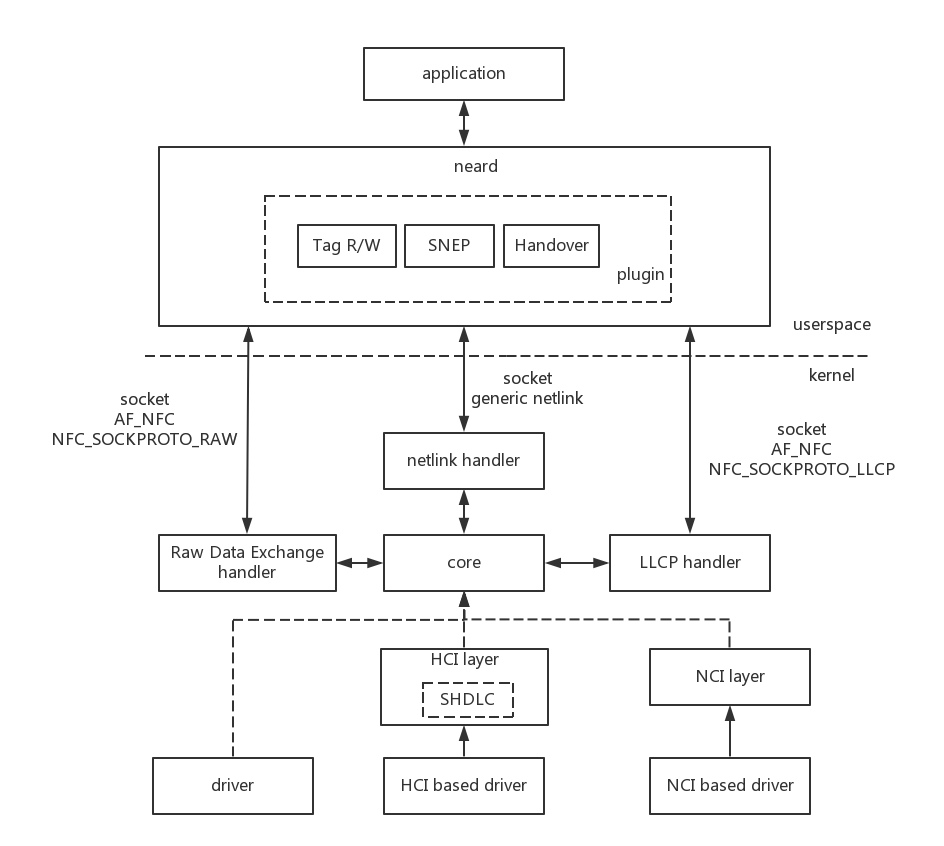 application
neard
Tag R/W
SNEP
Handover
plugin
userspace
kernel
socket
generic netlink
socket
AF_NFC
NFC_SOCKPROTO_RAW
socket
AF_NFC
NFC_SOCKPROTO_LLCP
netlink handler
Raw Data Exchange
handler
core
LLCP handler
HCI layer
SHDLC
NCI layer
driver
HCI based driver
NCI based driver